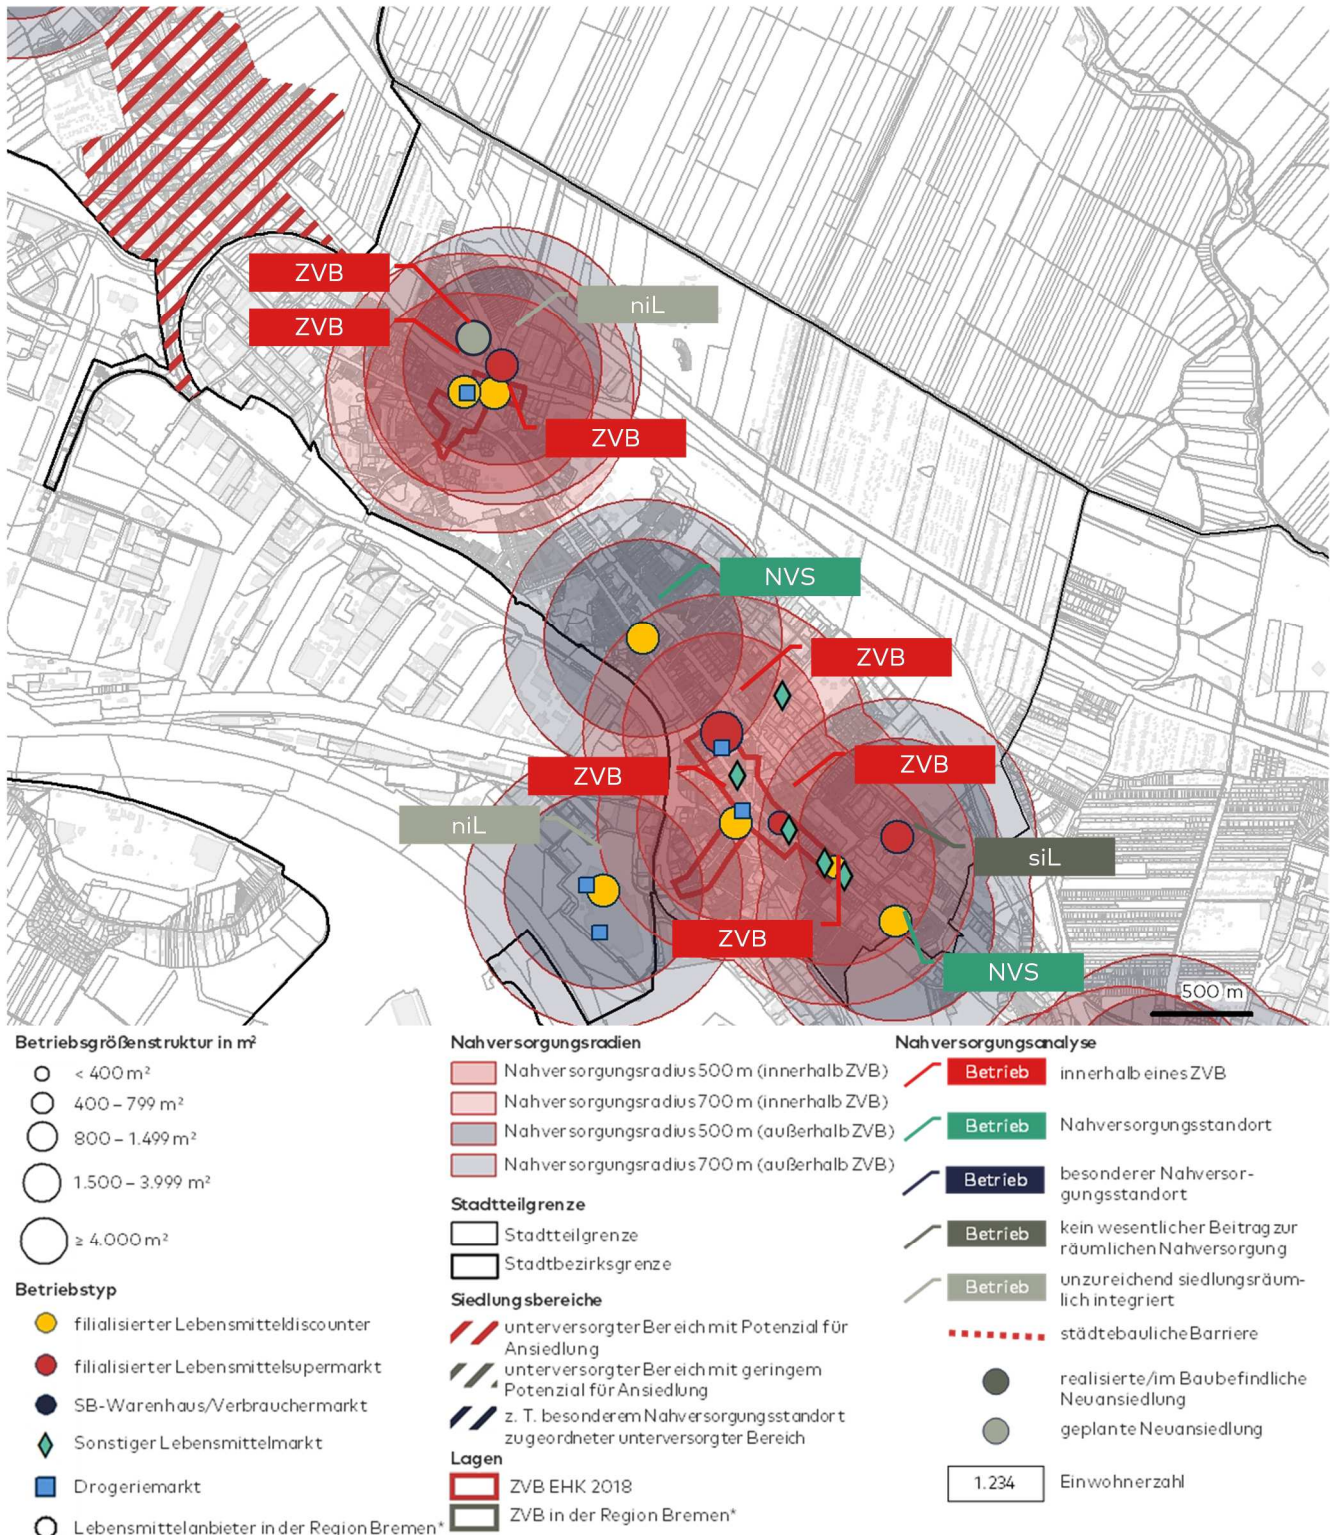 ZVB
niL
ZVB
ZVB
NVS
ZVB
ZVB
ZVB
niL
siL
ZVB
NVS
500 m
Betriebsgrößenstruktur in m²
< 400 m²
400 – 799 m²
800 – 1.499 m²
1.500 – 3.999 m²
≥ 4.000 m²
Betriebstyp
filialisierter Lebensmitteldiscounter
filialisierter Lebensmittelsupermarkt
SB-Warenhaus/Verbrauchermarkt
Sonstiger Lebensmittelmarkt
Drogeriemarkt
Lebensmittelanbieter in der Region Bremen*
Nahversorgungsradien
Nahversorgungsradius 500 m (innerhalb ZVB)
Nahversorgungsradius 700 m (innerhalb ZVB)
Nahversorgungsradius 500 m (außerhalb ZVB)
Nahversorgungsradius 700 m (außerhalb ZVB)
Stadtteilgrenze
Stadtteilgrenze
Stadtbezirksgrenze
Siedlungsbereiche
unterversorgter Bereich mit Potenzial für
Ansiedlung
unterversorgter Bereich mit geringem
Potenzial für Ansiedlung
z. T. besonderem Nahversorgungsstandort
zugeordneter unterversorgter Bereich
Lagen
ZVB EHK 2018
ZVB in der Region Bremen*
Nahversorgungsanalyse
Betrieb innerhalb eines ZVB
Betrieb Nahversorgungsstandort
Betrieb besonderer Nahversor-
gungsstandort
Betrieb kein wesentlicher Beitrag zur
räumlichen Nahversorgung
Betrieb unzureichend siedlungsräum-
lich integriert
städtebauliche Barriere
realisierte/im Bau befindliche
Neuansiedlung
geplante Neuansiedlung
1.234 Einwohnerzahl